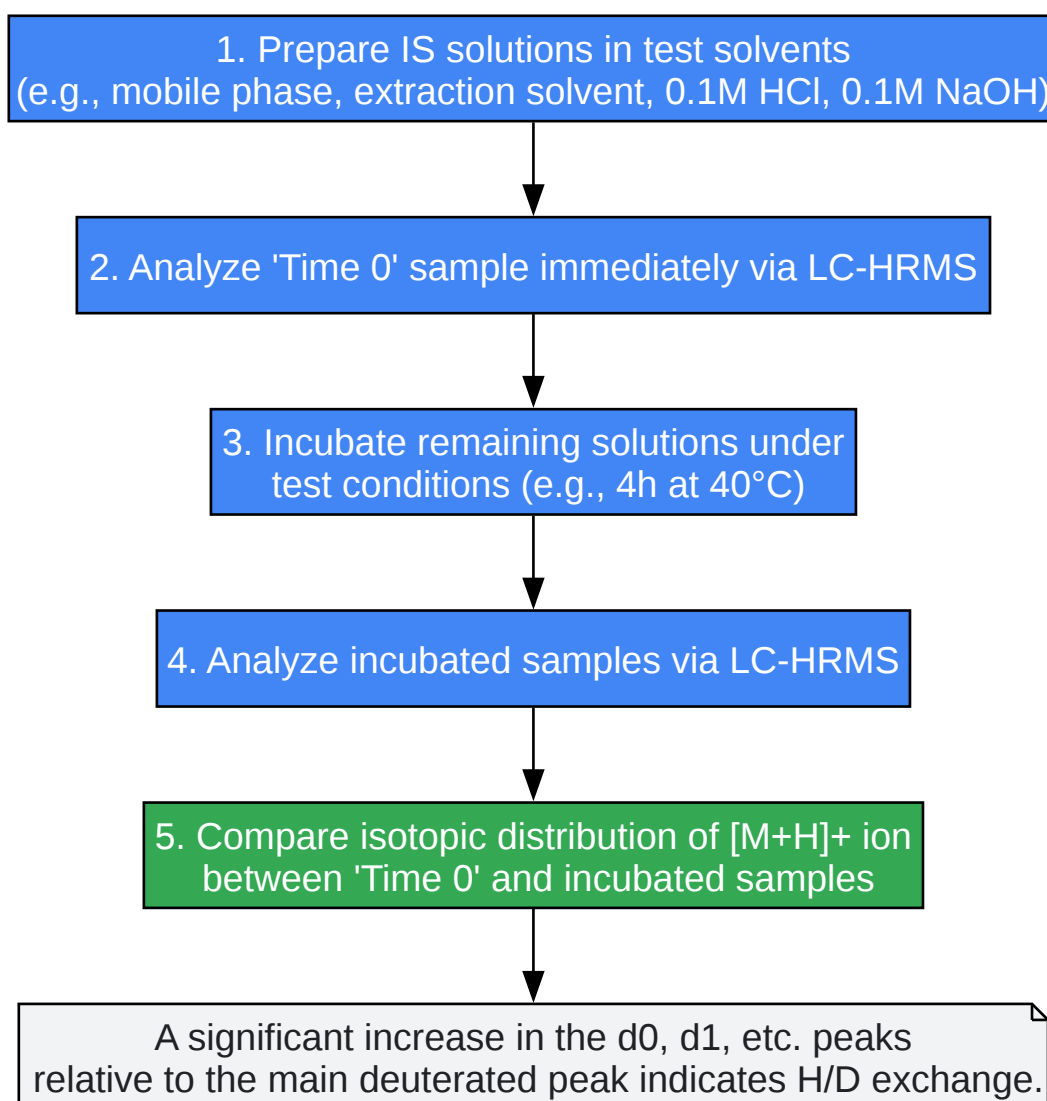 1. Prepare IS solutions in test solvents
(e.g., mobile phase, extraction solvent, 0.1M HCl, 0.1M NaOH)
2. Analyze 'Time 0' sample immediately via LC-HRMS
3. Incubate remaining solutions under
test conditions (e.g., 4h at 40°C)
4. Analyze incubated samples via LC-HRMS
5. Compare isotopic distribution of [M+H]+ ion
between 'Time 0' and incubated samples
A significant increase in the d0, d1, etc. peaks
relative to the main deuterated peak indicates H/D exchange.